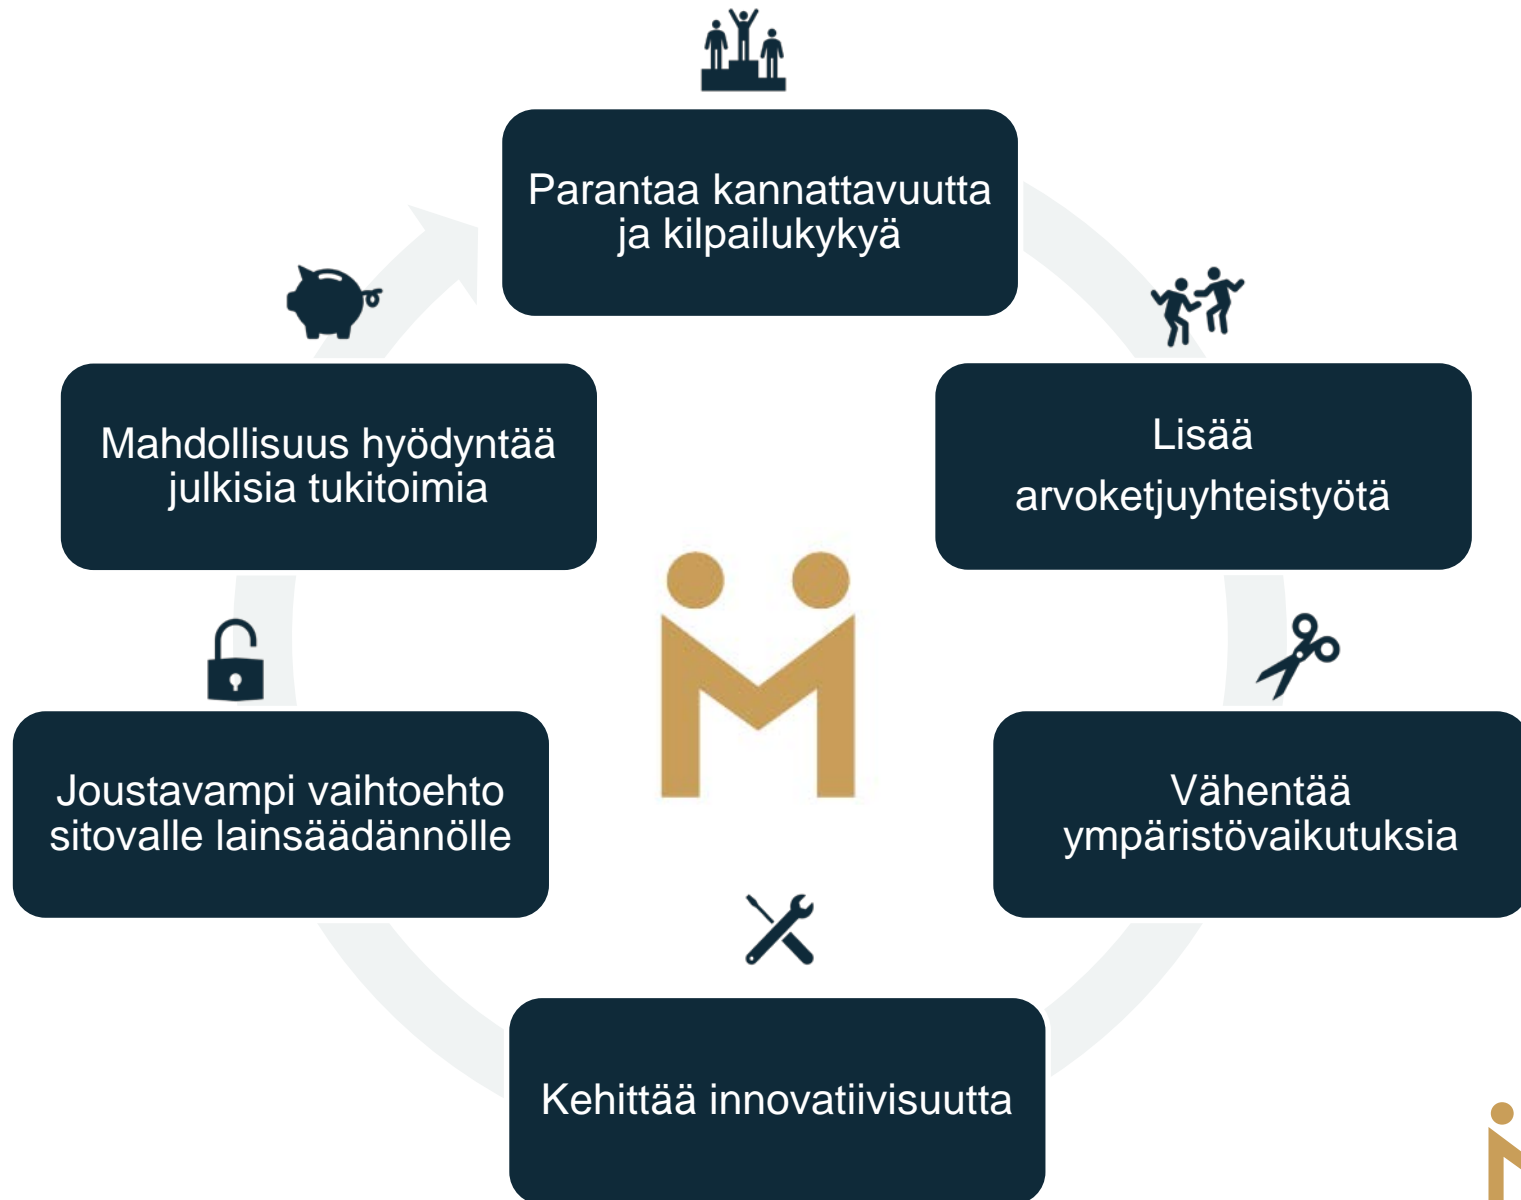 Parantaa kannattavuutta
ja kilpailukykyä
Lisää
arvoketjuyhteistyötä
Vähentää
ympäristövaikutuksia
Kehittää innovatiivisuutta
Joustavampi vaihtoehto
sitovalle lainsäädännölle
Mahdollisuus hyödyntää
julkisia tukitoimia